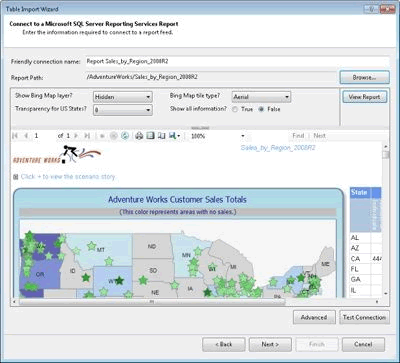 Table Import Wizard
Connect to a Microsoft SQL Server Reporting Services Report
Enter the information required to connect to a report feed.
Friendly connection name: Report Sales_by_Region_2008R2
Report Path: /AdventureWorks/Sales_by_Region_2008R2 Browse...
Show Bing Map layer? Hidden Bing Map tile type? Aerial View Report
Transparency for US States? 0 Show all information? True False
1 of 1 100% Find | Next
ADVENTURE WORKS Sales_by_Region_2008R2
Click + to view the scenario story
Adventure Works Customer Sales Totals State
(This color represents areas with no sales.)
AL
AZ
CA 444
FL
GA
IL
MT ND MN
OR ID SD WI
WY
NE IA
Advanced Test Connection
< Back Next > Finish Cancel